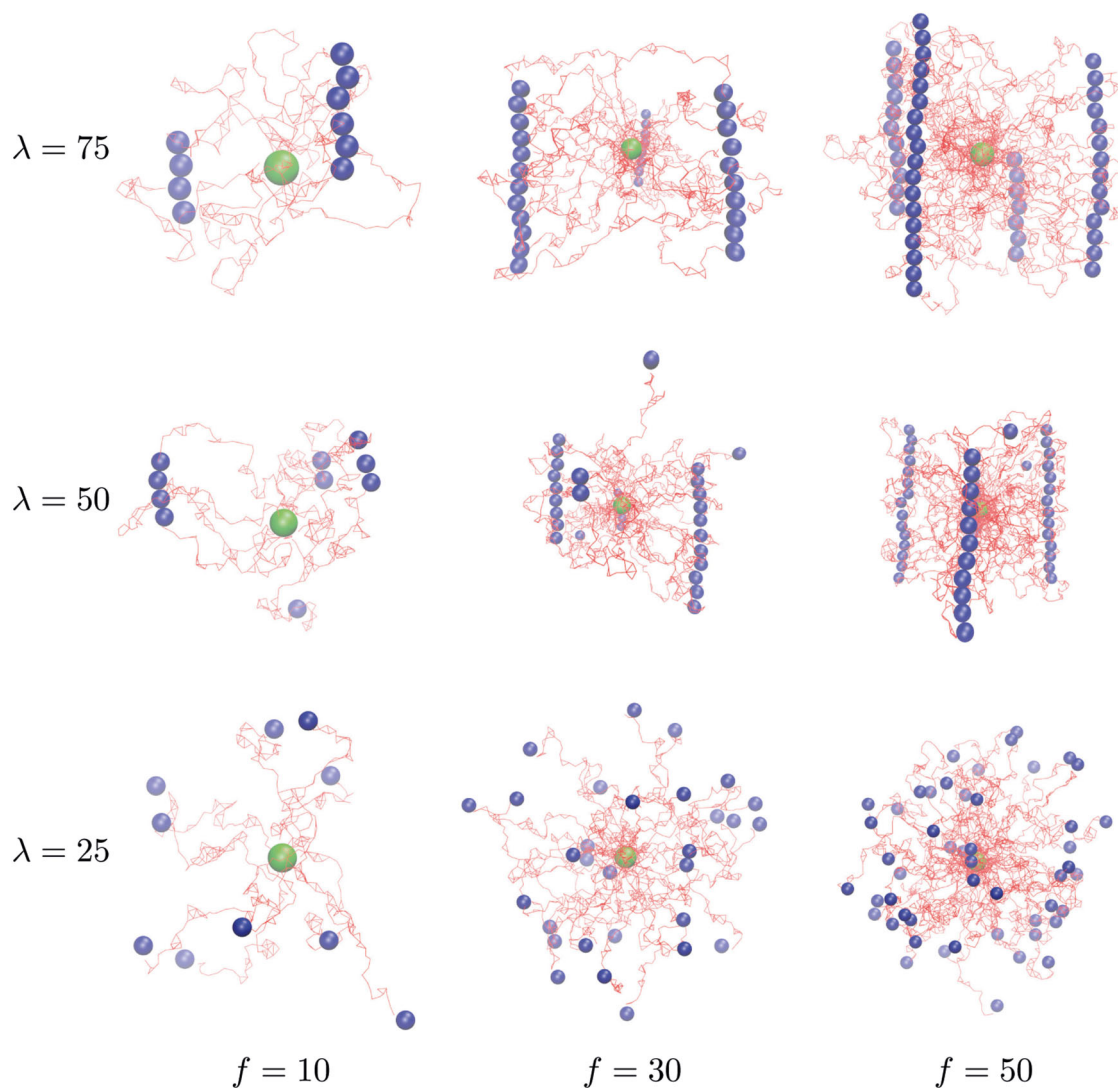 λ = 75
λ = 50
λ = 25
f = 10
f = 30
f = 50